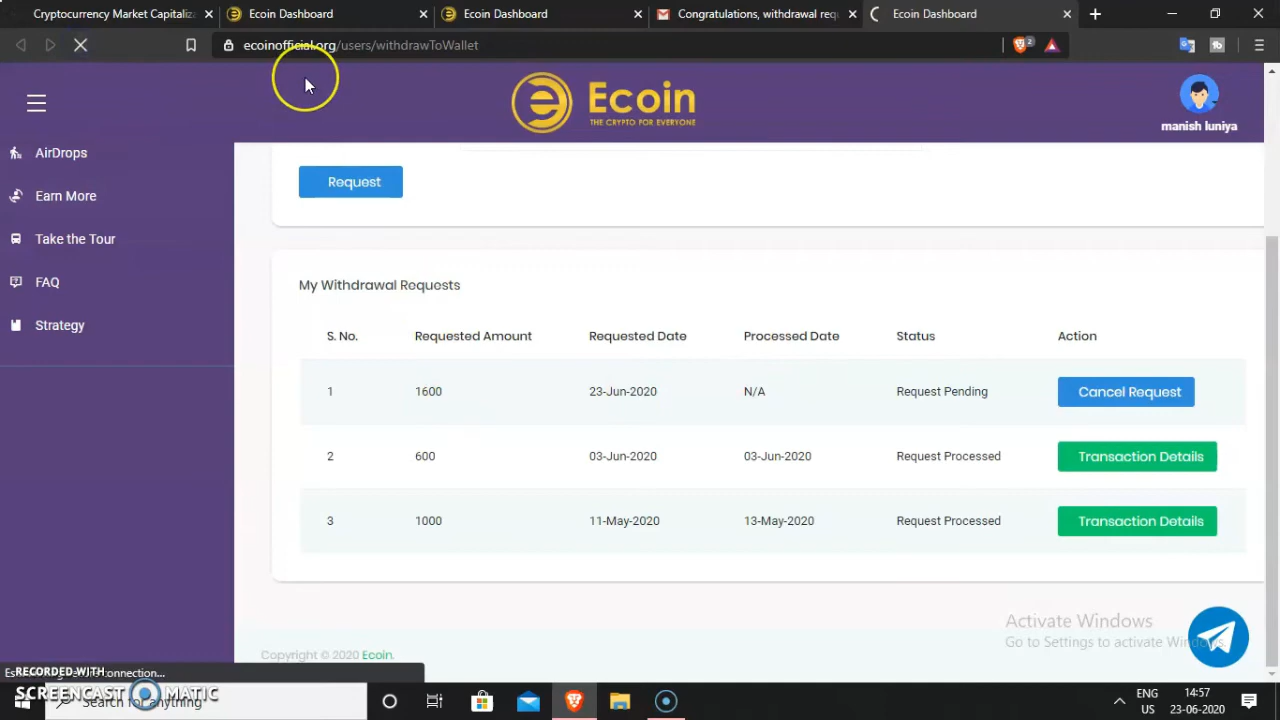 Cryptocurrency Market Capitaliz
Ecoin Dashboard
Ecoin Dashboard
Congratulations, withdrawal req
Ecoin Dashboard
ecoinofficial.org/users/withdrawToWallet
2
Ecoin
THE CRYPTO FOR EVERYONE
manish luniya
AirDrops
Earn More
Take the Tour
FAQ
Strategy
Request
My Withdrawal Requests
S. No. Requested Amount Requested Date Processed Date Status Action
1 1600 23-Jun-2020 N/A Request Pending Cancel Request
2 600 03-Jun-2020 03-Jun-2020 Request Processed Transaction Details
3 1000 11-May-2020 13-May-2020 Request Processed Transaction Details
Activate Windows
Go to Settings to activate Windows.
Copyright © 2020 Ecoin.
connection...
RECORDED WITH
SCREENCAST MATIC
Search for anything
ENG
US
14:57
23-06-2020